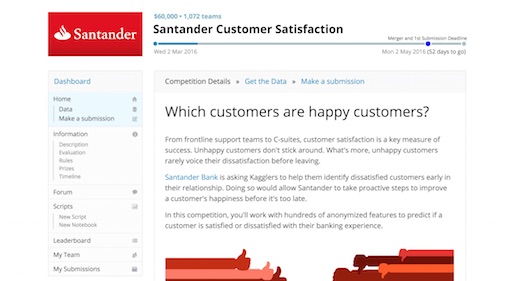 $60,000 • 1,072 teams
Santander
Santander Customer Satisfaction
Merger and 1st Submission Deadline
Wed 2 Mar 2016
Mon 2 May 2016 (52 days to go)
Dashboard
Home
Data
Make a submission
Information
Description
Evaluation
Rules
Prizes
Timeline
Forum
Scripts
New Script
New Notebook
Leaderboard
My Team
My Submissions
Competition Details » Get the Data » Make a submission
Which customers are happy customers?
From frontline support teams to C-suites, customer satisfaction is a key measure of
success. Unhappy customers don't stick around. What's more, unhappy customers
rarely voice their dissatisfaction before leaving.
Santander Bank is asking Kagglers to help them identify dissatisfied customers early in
their relationship. Doing so would allow Santander to take proactive steps to improve
a customer's happiness before it's too late.
In this competition, you'll work with hundreds of anonymized features to predict if a
customer is satisfied or dissatisfied with their banking experience.